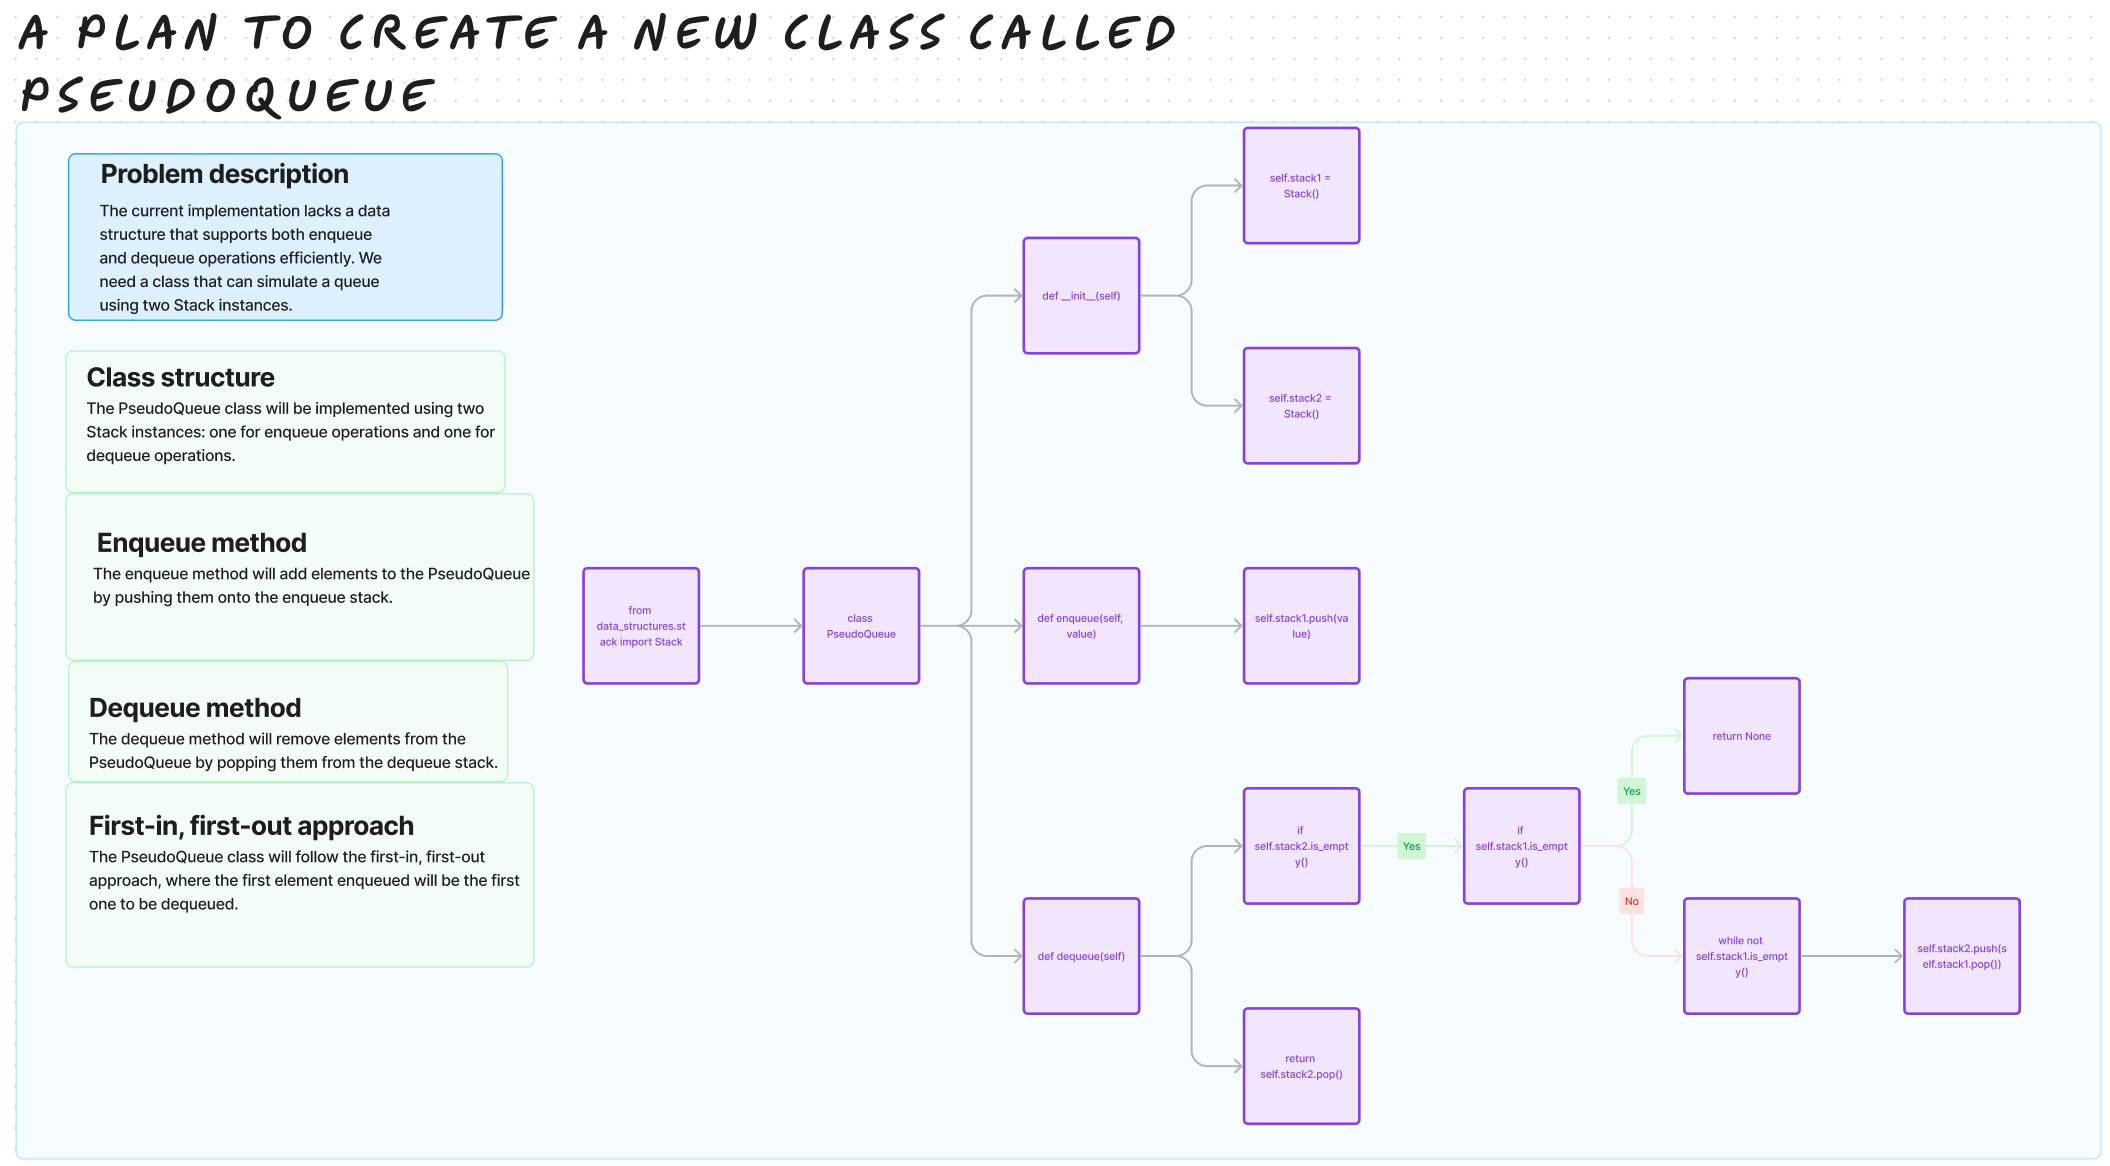 A PLAN TO CREATE A NEW CLASS CALLED
PSEUDOQUEUE
Problem description
The current implementation lacks a data
structure that supports both enqueue
and dequeue operations efficiently. We
need a class that can simulate a queue
using two Stack instances.
Class structure
The PseudoQueue class will be implemented using two
Stack instances: one for enqueue operations and one for
dequeue operations.
Enqueue method
The enqueue method will add elements to the PseudoQueue
by pushing them onto the enqueue stack.
Dequeue method
The dequeue method will remove elements from the
PseudoQueue by popping them from the dequeue stack.
First-in, first-out approach
The PseudoQueue class will follow the first-in, first-out
approach, where the first element enqueued will be the first
one to be dequeued.
from
data_structures.st
ack import Stack
class
PseudoQueue
def __init__(self)
self.stack1 =
Stack()
self.stack2 =
Stack()
def enqueue(self,
value)
self.stack1.push(va
lue)
def dequeue(self)
if
self.stack2.is_empt
y()
Yes
if
self.stack1.is_empt
y()
Yes
return None
No
while not
self.stack1.is_empt
y()
self.stack2.push(s
elf.stack1.pop())
return
self.stack2.pop()